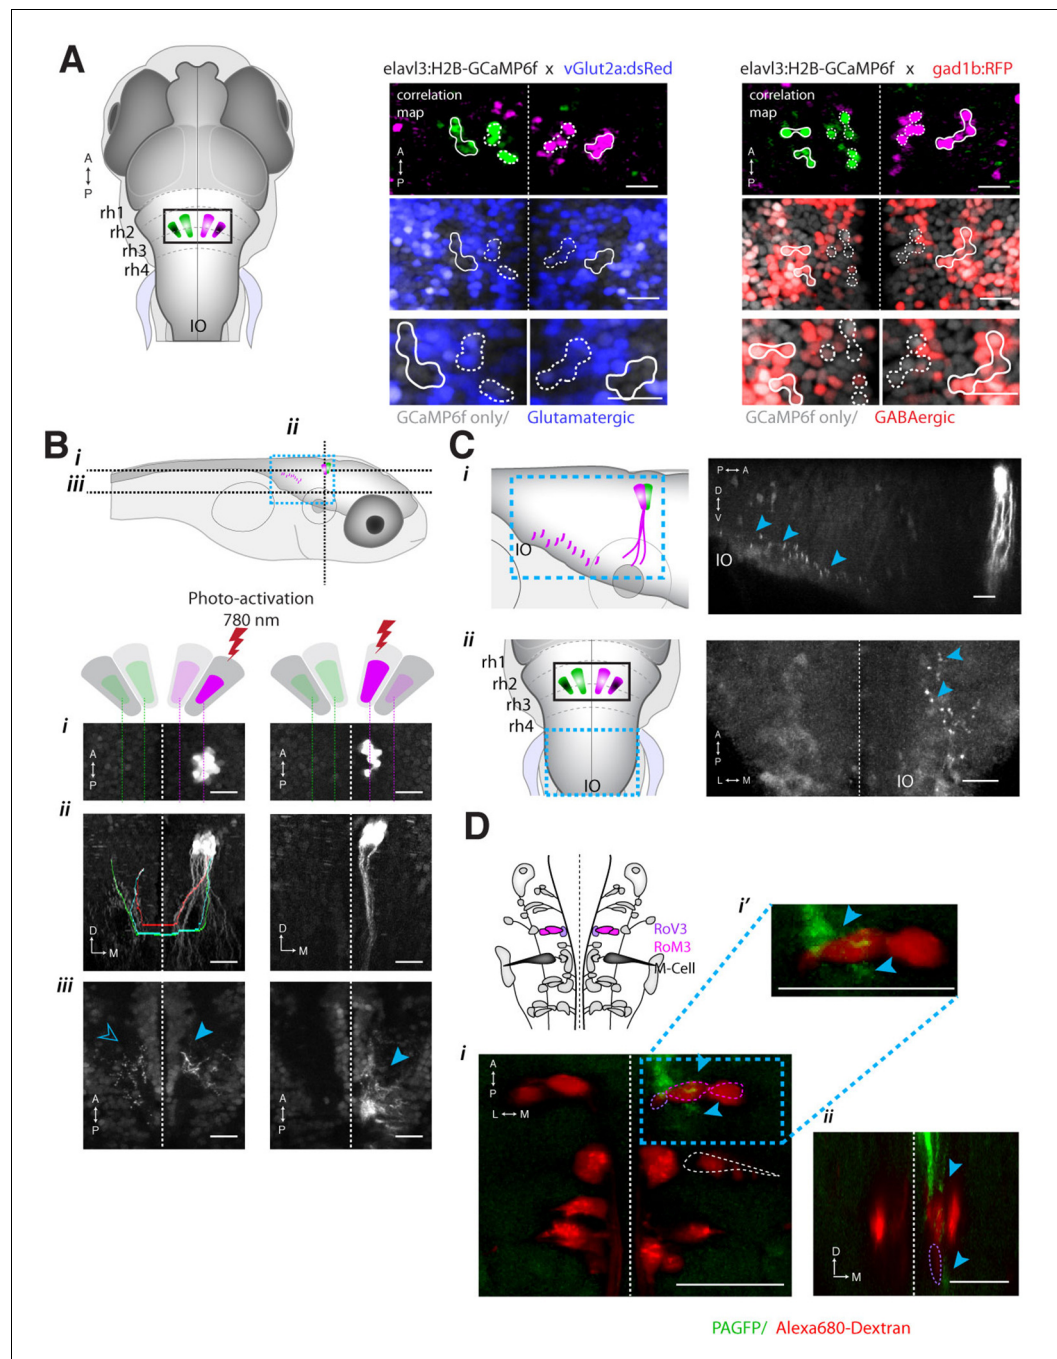 A
A
P
rh1
rh2
rh3
rh4
IO
elavl3:H2B-GCaMP6f x vGlut2a:dsRed
correlation
map
A
P
GCaMP6f only/ Glutamatergic
elavl3:H2B-GCaMP6f x gad1b:RFP
correlation
map
A
P
GCaMP6f only/ GABAergic
B
ii
i
iii
Photo-activation
780 nm
i
A
P
A
P
ii
D
M
D
M
iii
A
P
A
P
C
i
IO
P A
D
V
IO
ii
rh1
rh2
rh3
rh4
IO
A
P
L M
IO
D
RoV3
RoM3
M-Cell
i'
i
A
P
L M
ii
D
M
PAGFP/ Alexa680-Dextran